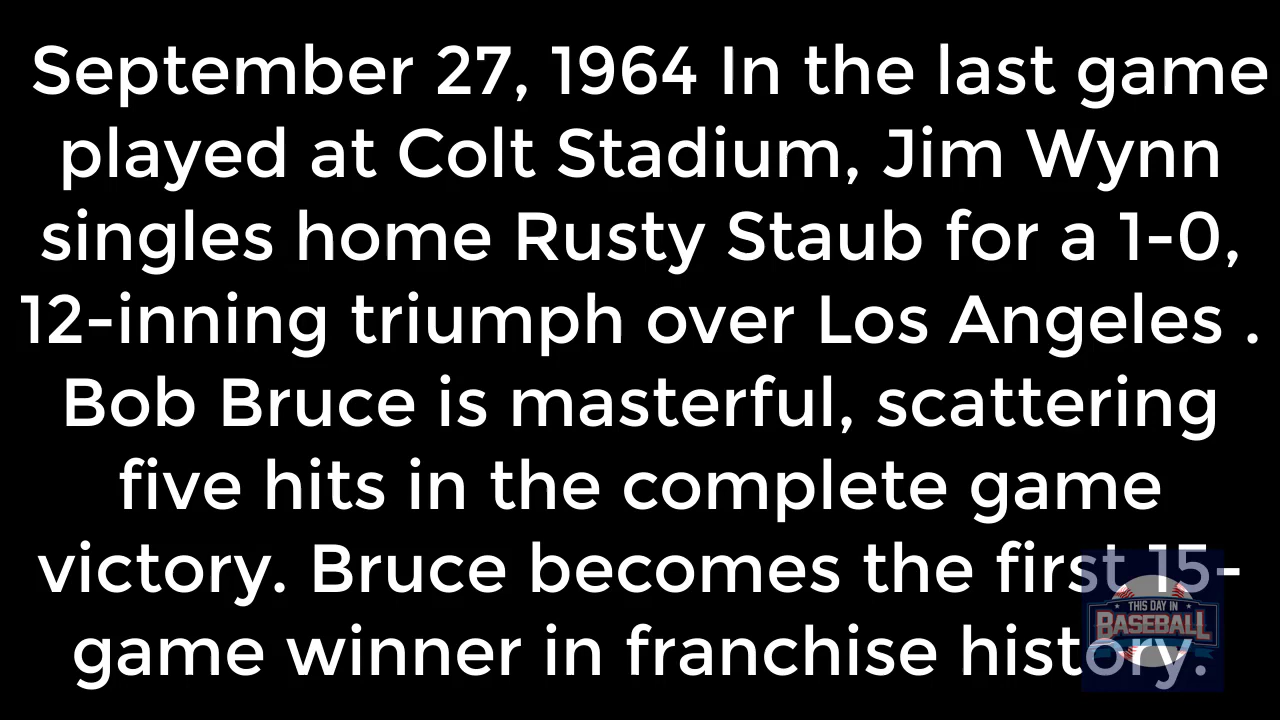 September 27, 1964 In the last game
played at Colt Stadium, Jim Wynn
singles home Rusty Staub for a 1-0,
12-inning triumph over Los Angeles .
Bob Bruce is masterful, scattering
five hits in the complete game
victory. Bruce becomes the first 15-
game winner in franchise history.
THIS DAY IN
BASEBALL